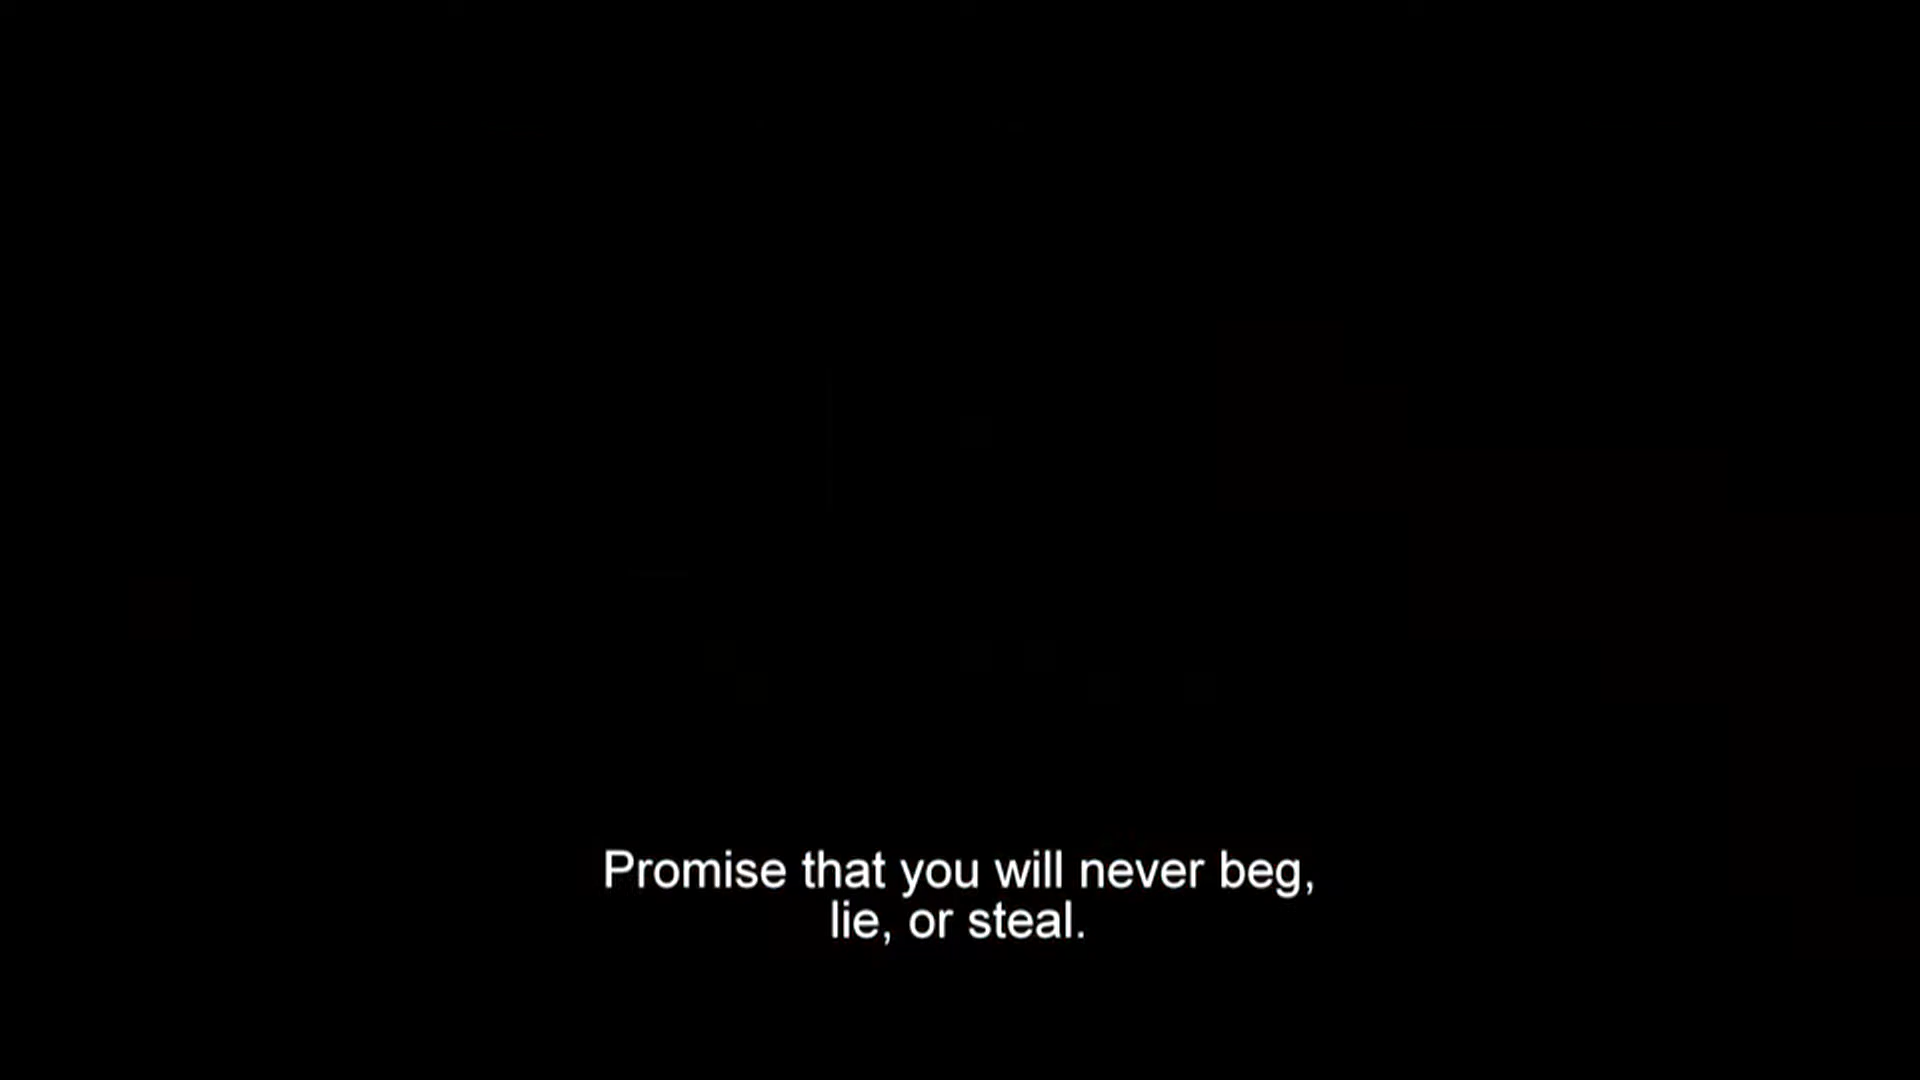 Promise that you will never beg,
lie, or steal.